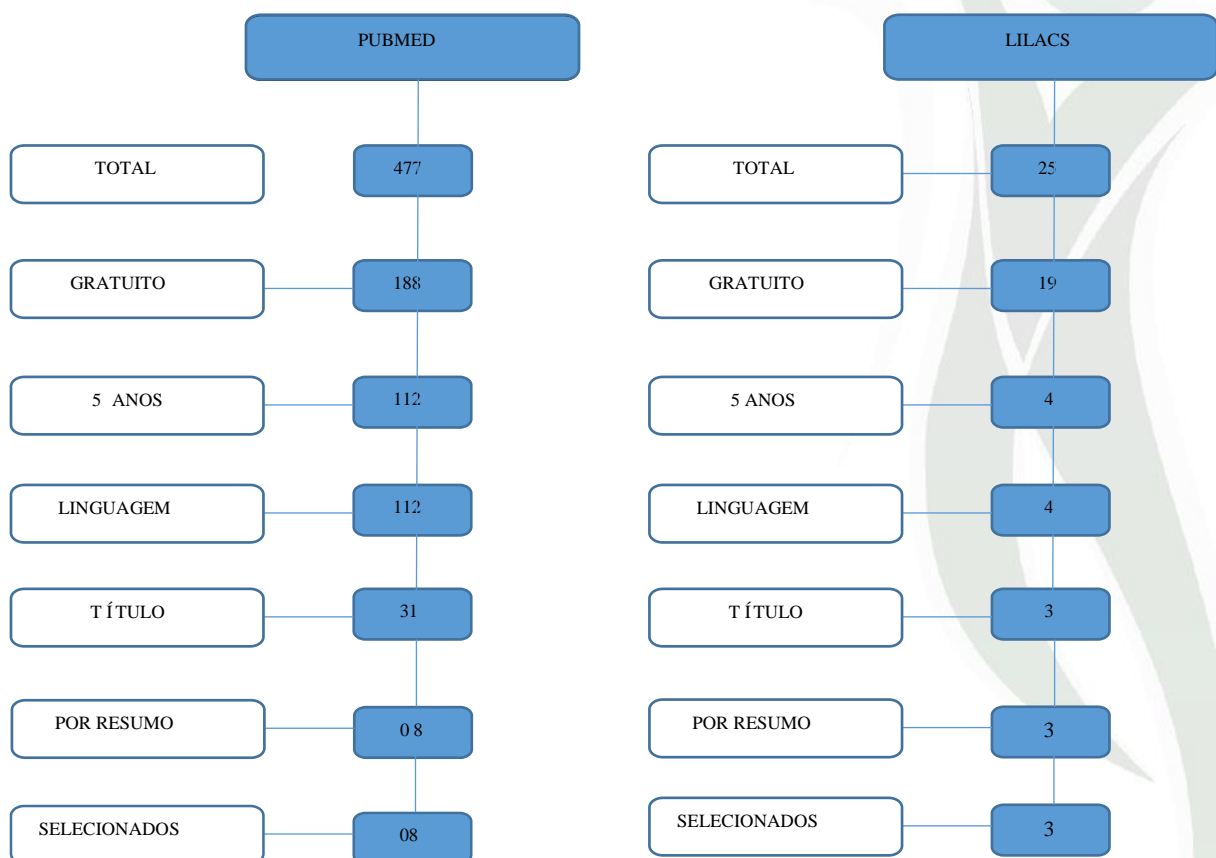 PUBMED
TOTAL 477
GRATUITO 188
5 ANOS 112
LINGUAGEM 112
T ÍTULO 31
POR RESUMO 0 8
SELECIONADOS 08
LILACS
TOTAL 25
GRATUITO 19
5 ANOS 4
LINGUAGEM 4
T ÍTULO 3
POR RESUMO 3
SELECIONADOS 3